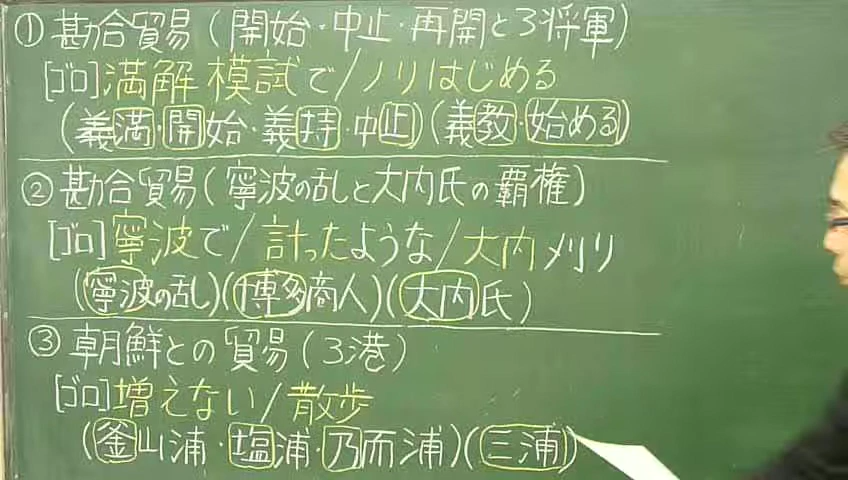 ① 勘合貿易(開始・中止・再開と3将軍)
[ゴロ]満解模試で/ノリはじめる
(義満・開始・義持・中止)(義教・始める)
② 勘合貿易(寧波の乱と大内氏の覇権)
[ゴロ]寧波で/計ったような/大内刈り
(寧波の乱)(博多商人)(大内氏)
③ 朝鮮との貿易(3港)
[ゴロ]増えない/散歩
(釜山浦・塩浦・乃而浦)(三浦)